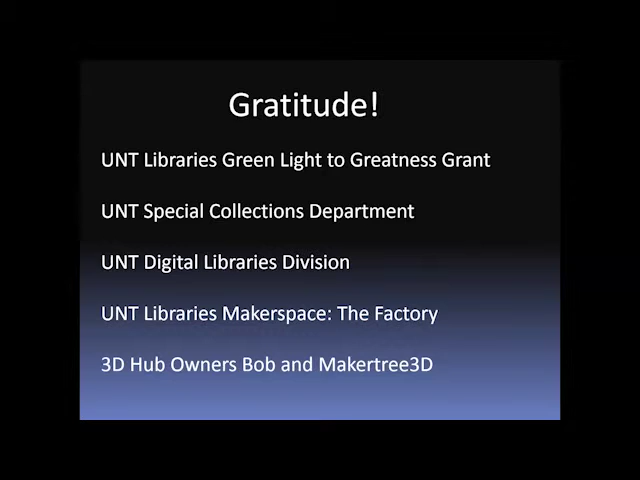 Gratitude!
UNT Libraries Green Light to Greatness Grant
UNT Special Collections Department
UNT Digital Libraries Division
UNT Libraries Makerspace: The Factory
3D Hub Owners Bob and Makertree3D